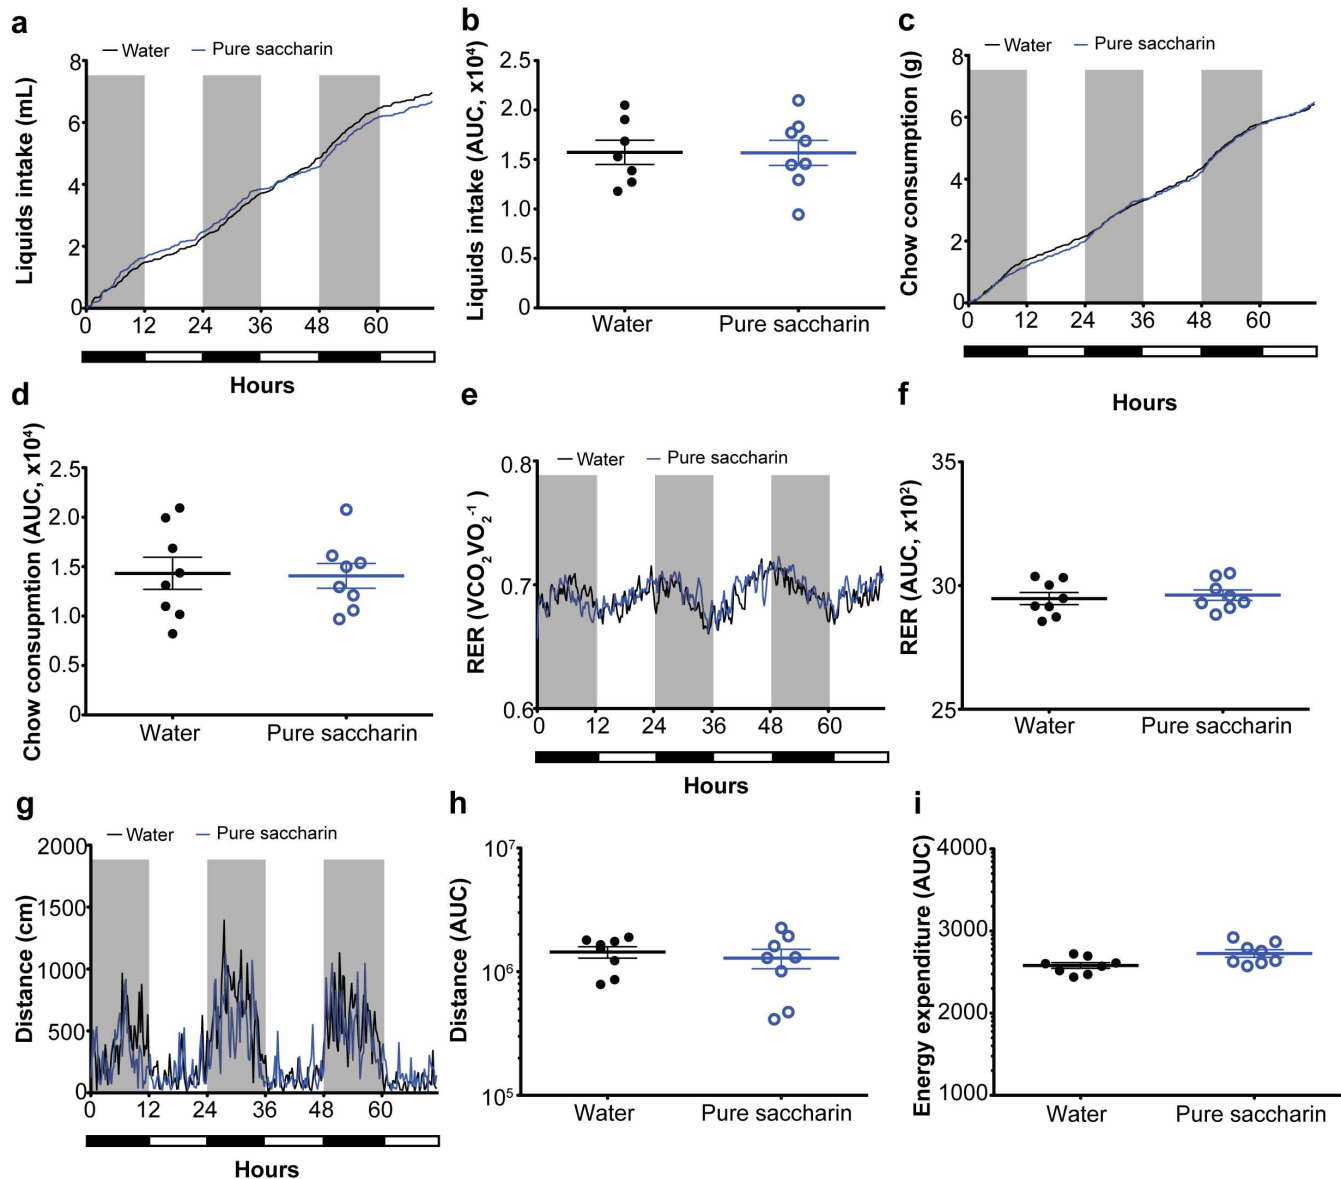 a
Water Pure saccharin
Liquids intake (mL)
8
6
4
2
0
0 12 24 36 48 60
Hours
b
Liquids intake (AUC, x10⁴)
2.5
2.0
1.5
1.0
0.5
0
Water Pure saccharin
c
Water Pure saccharin
Chow consumption (g)
8
6
4
2
0
0 12 24 36 48 60
Hours
d
Chow consupmtion (AUC, x10⁴)
2.5
2.0
1.5
1.0
0.5
0
Water Pure saccharin
e
Water Pure saccharin
RER (VCO₂VO₂⁻¹ )
0.8
0.7
0.6
0 12 24 36 48 60
Hours
f
RER (AUC, x10²)
35
30
25
Water Pure saccharin
g
Water Pure saccharin
Distance (cm)
2000
1500
1000
500
0
0 12 24 36 48 60
Hours
h
Distance (AUC)
10⁷
10⁶
10⁵
Water Pure saccharin
i
Energy expenditure (AUC)
4000
3000
2000
1000
Water Pure saccharin